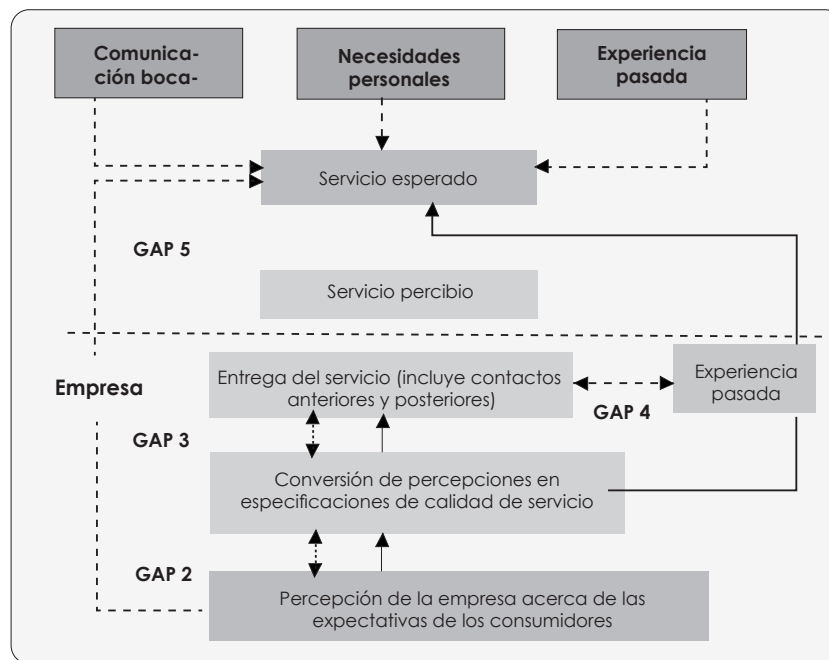 Comunica-
ción boca-
Necesidades
personales
Experiencia
pasada
Servicio esperado
GAP 5
Servicio percibio
Empresa
Entrega del servicio (incluye contactos
anteriores y posteriores)
Experiencia
pasada
GAP 4
GAP 3
Conversión de percepciones en
especificaciones de calidad de servicio
GAP 2
Percepción de la empresa acerca de las
expectativas de los consumidores